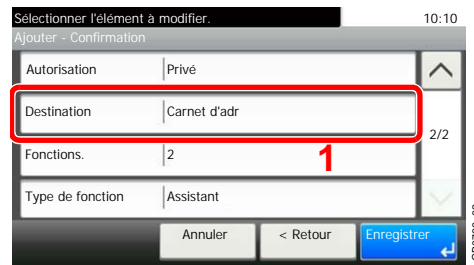 Sélectionner l'élément à modifier. 10:10
Ajouter - Confirmation
Autorisation Privé
Destination Carnet d'adr
2/2
Fonctions. 2 1
Type de fonction Assistant
Annuler < Retour Enregistrer